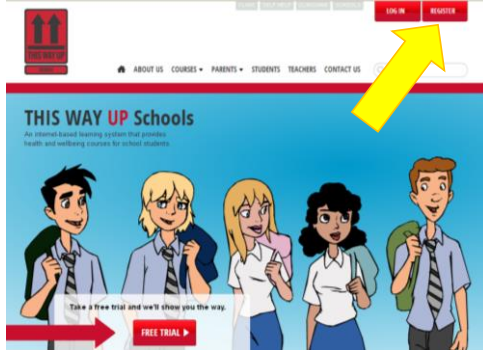 LOG IN REGISTER
THIS WAY UP
ABOUT US COURSES PARENTS STUDENTS TEACHERS CONTACT US
THIS WAY UP Schools
An internet-based learning system that provides
health and wellbeing courses for school students
Take a free trial and we'll show you the way.
FREE TRIAL